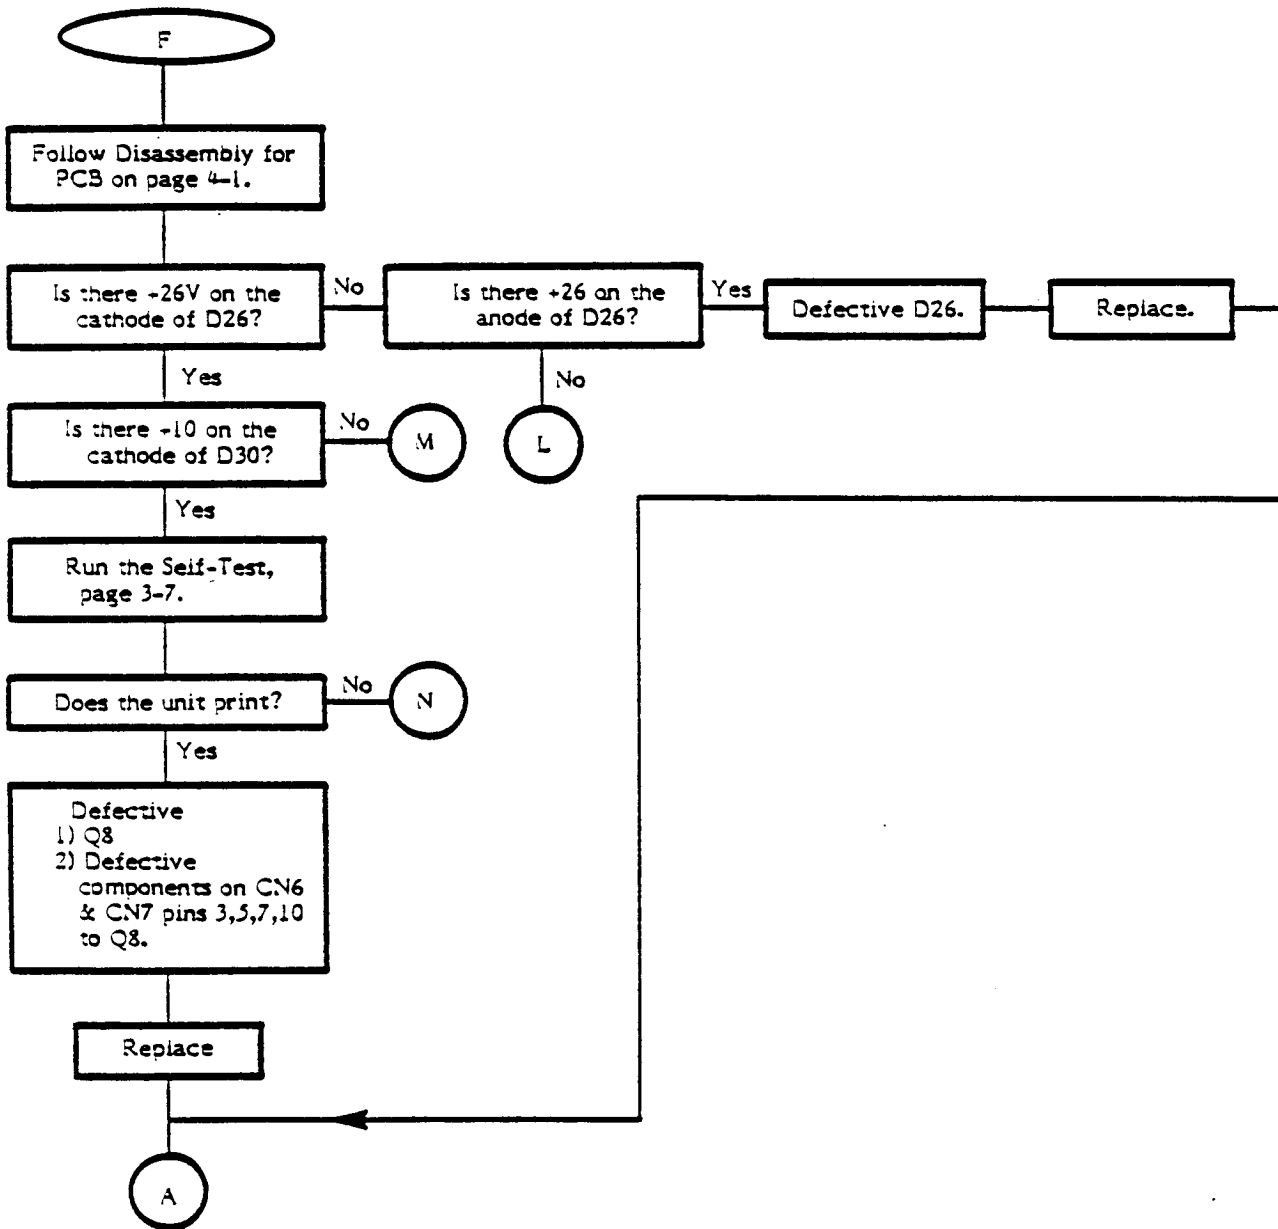 F
Follow Disassembly for
PCB on page 4-1.
Is there +26V on the
cathode of D26?
No
Is there +26 on the
anode of D26?
Yes
Defective D26.
Replace.
Yes
No
Is there +10 on the
cathode of D30?
No
M
L
Yes
Run the Self-Test,
page 3-7.
Does the unit print?
No
N
Yes
Defective
1) Q8
2) Defective
components on CN6
& CN7 pins 3,5,7,10
to Q8.
Replace
A